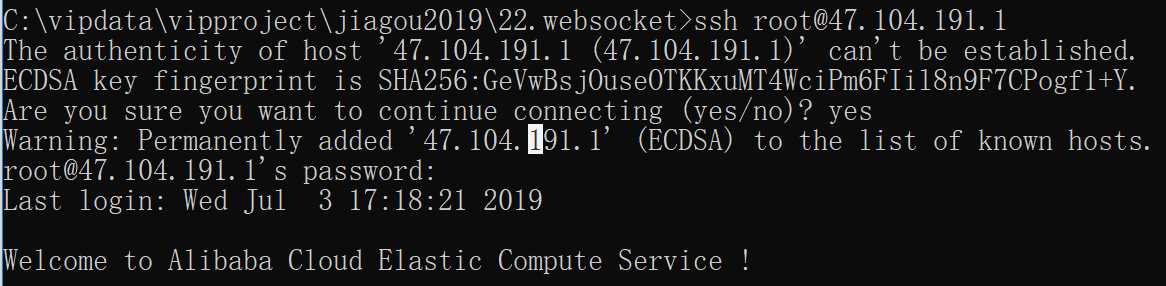 C:\vipdata\vipproject\jiagou2019\22.websocket>ssh root@47.104.191.1
The authenticity of host '47.104.191.1 (47.104.191.1)' can't be established.
ECDSA key fingerprint is SHA256:GeVwBsjOuseOTKKxuMT4WciPm6FIil8n9F7CPogf1+Y.
Are you sure you want to continue connecting (yes/no)? yes
Warning: Permanently added '47.104.191.1' (ECDSA) to the list of known hosts.
root@47.104.191.1's password:
Last login: Wed Jul  3 17:18:21 2019
Welcome to Alibaba Cloud Elastic Compute Service !